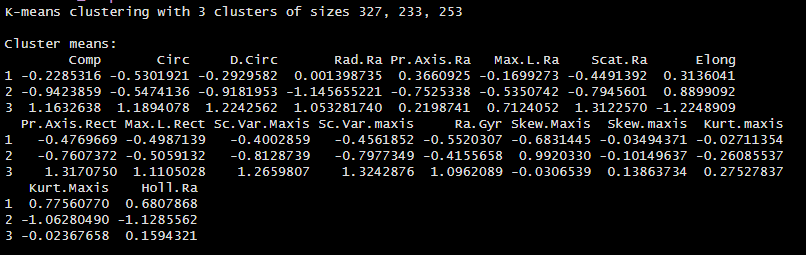 K-means clustering with 3 clusters of sizes 327, 233, 253
Cluster means:
Comp Circ D.Circ Rad.Ra Pr.Axis.Ra Max.L.Ra Scat.Ra Elong
1 -0.2285316 -0.5301921 -0.2929582 0.001398735 0.3660925 -0.1699273 -0.4491392 0.3136041
2 -0.9423859 -0.5474136 -0.9181953 -1.145655221 -0.7525338 -0.5350742 -0.7945601 0.8899092
3 1.1632638 1.1894078 1.2242562 1.053281740 0.2198741 0.7124052 1.3122570 -1.2248909
Pr.Axis.Rect Max.L.Rect Sc.Var.Maxis Sc.Var.maxis Ra.Gyr Skew.Maxis Skew.maxis Kurt.maxis
1 -0.4769669 -0.4987139 -0.4002859 -0.4561852 -0.5520307 -0.6831445 -0.03494371 -0.02711354
2 -0.7607372 -0.5059132 -0.8128739 -0.7977349 -0.4155658 0.9920330 -0.10149637 -0.26085537
3 1.3170750 1.1105028 1.2659807 1.3242876 1.0962089 -0.0306539 0.13863734 0.27527837
Kurt.Maxis Holl.Ra
1 0.77560770 0.6807868
2 -1.06280490 -1.1285562
3 -0.02367658 0.1594321